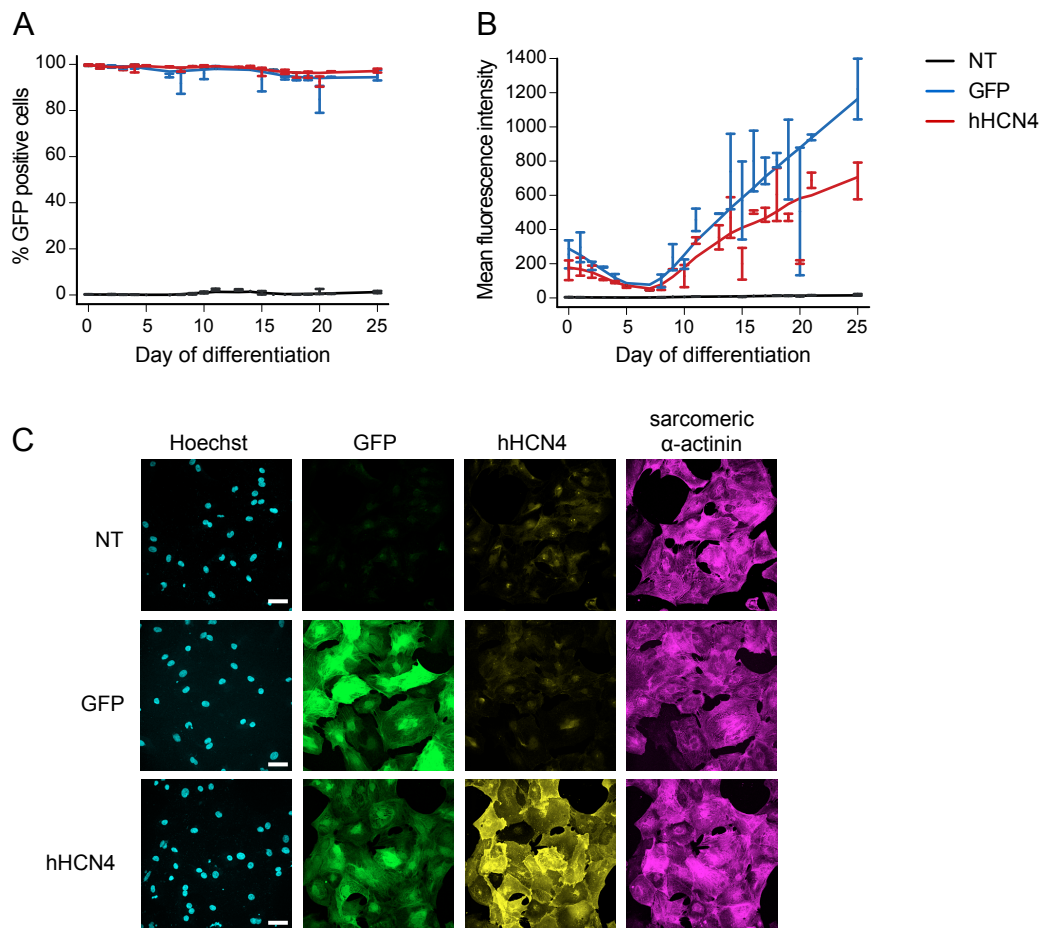 A
% GFP positive cells
100
80
60
40
20
0
0 5 10 15 20 25
Day of differentiation
B
Mean fluorescence intensity
1400
1200
1000
800
600
400
200
0
0 5 10 15 20 25
Day of differentiation
NT
GFP
hHCN4
C
Hoechst GFP hHCN4 sarcomeric
α-actinin
NT
GFP
hHCN4